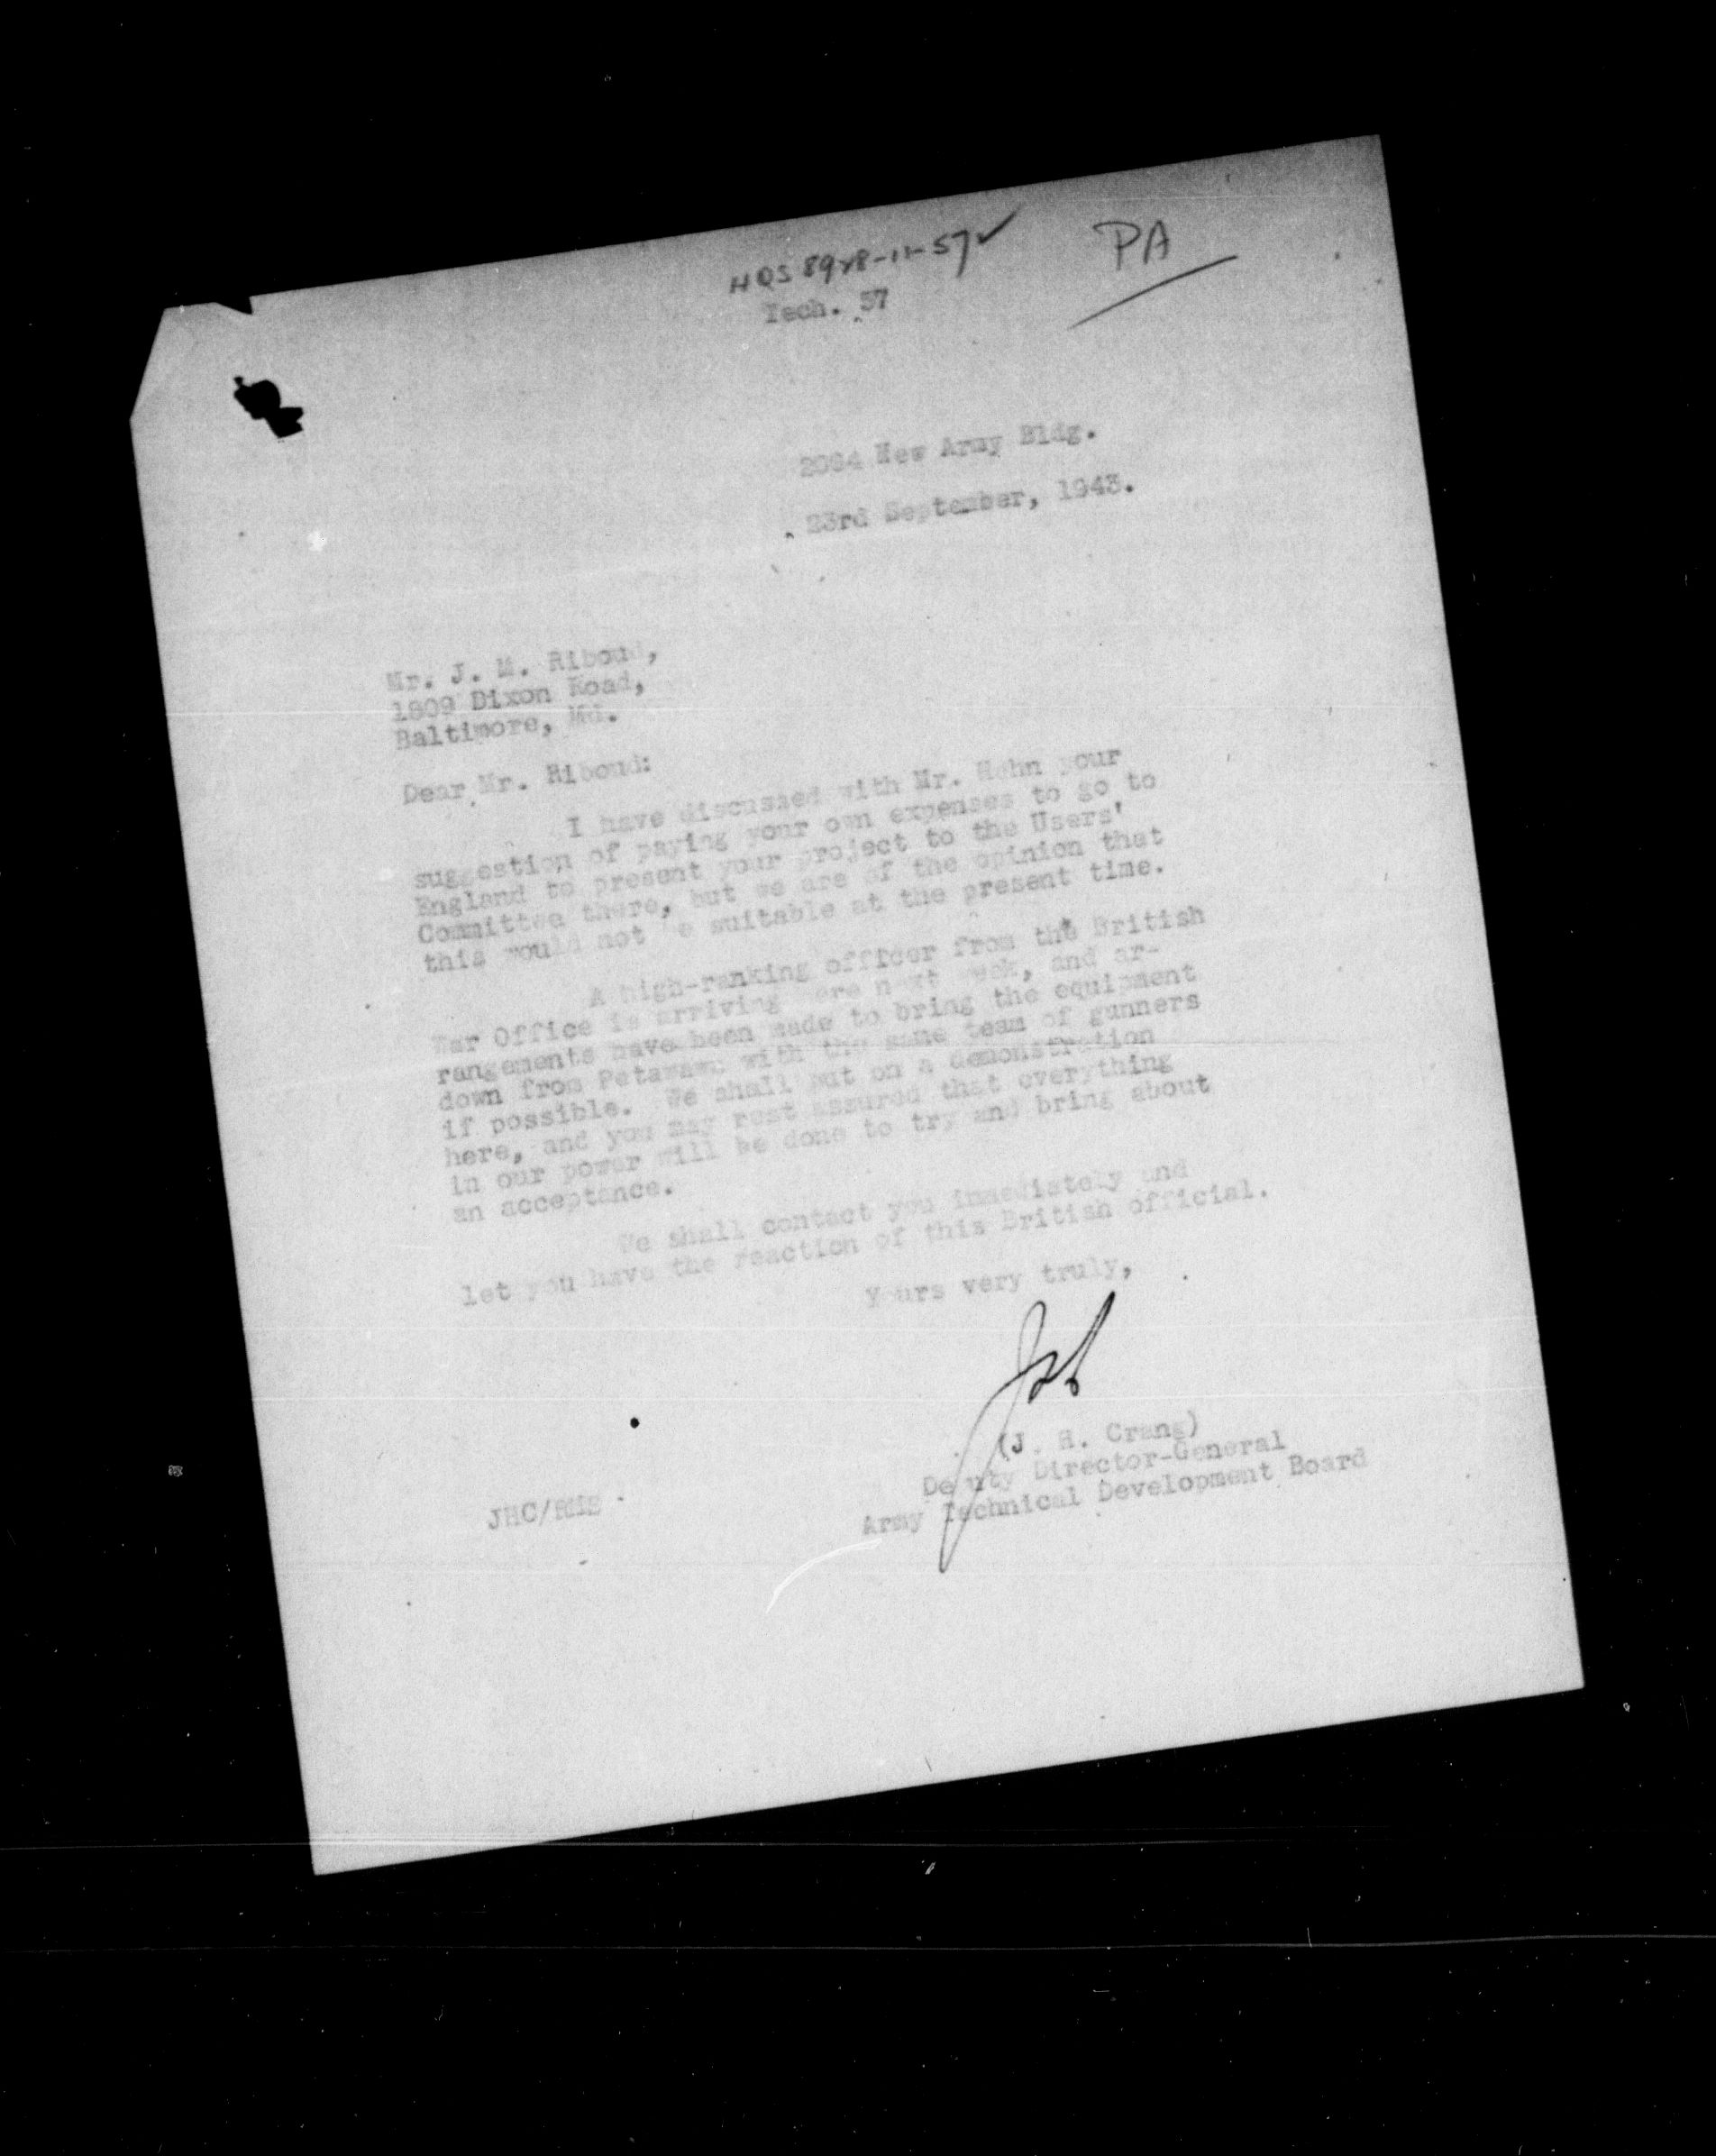 HQS 8928-11-57 ✓
PA
Tech. 37
2064 New Army Bldg.
23rd September, 1943.
Mr. J. M. Riboud,
1809 Dixon Road,
Baltimore, Md.
Dear Mr. Riboud:
I have discussed with Mr. Hahn your
suggestion of paying your own expenses to go to
England to present your project to the Users'
Committee there, but we are of the opinion that
this would not be suitable at the present time.
A high-ranking officer from the British
War Office is arriving here next week, and ar-
rangements have been made to bring the equipment
down from Petawawa with the same team of gunners
if possible. We shall put on a demonstration
here, and you may rest assured that everything
in our power will be done to try and bring about
an acceptance.
We shall contact you immediately and
let you have the reaction of this British official.
Yours very truly,
(J. H. Crang)
Deputy Director-General
Army Technical Development Board
JHC/